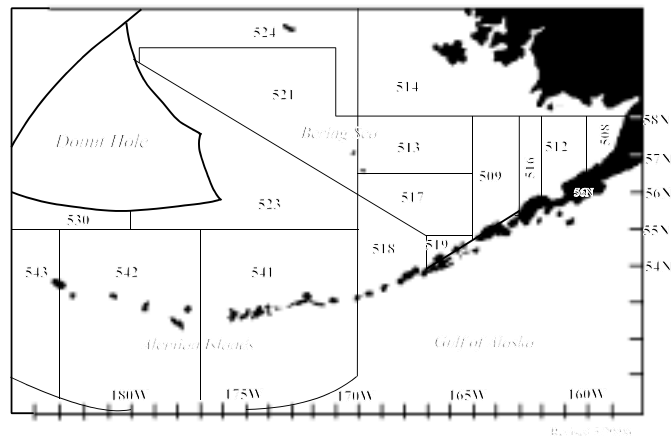 524
521
514
58N
Donut Hole
Bering Sea
513
516
512
508
57N
509
517
56N
523
530
55N
518
519
54N
543
542
541
Aleutian Islands
Gulf of Alaska
180W
175W
170W
165W
160W